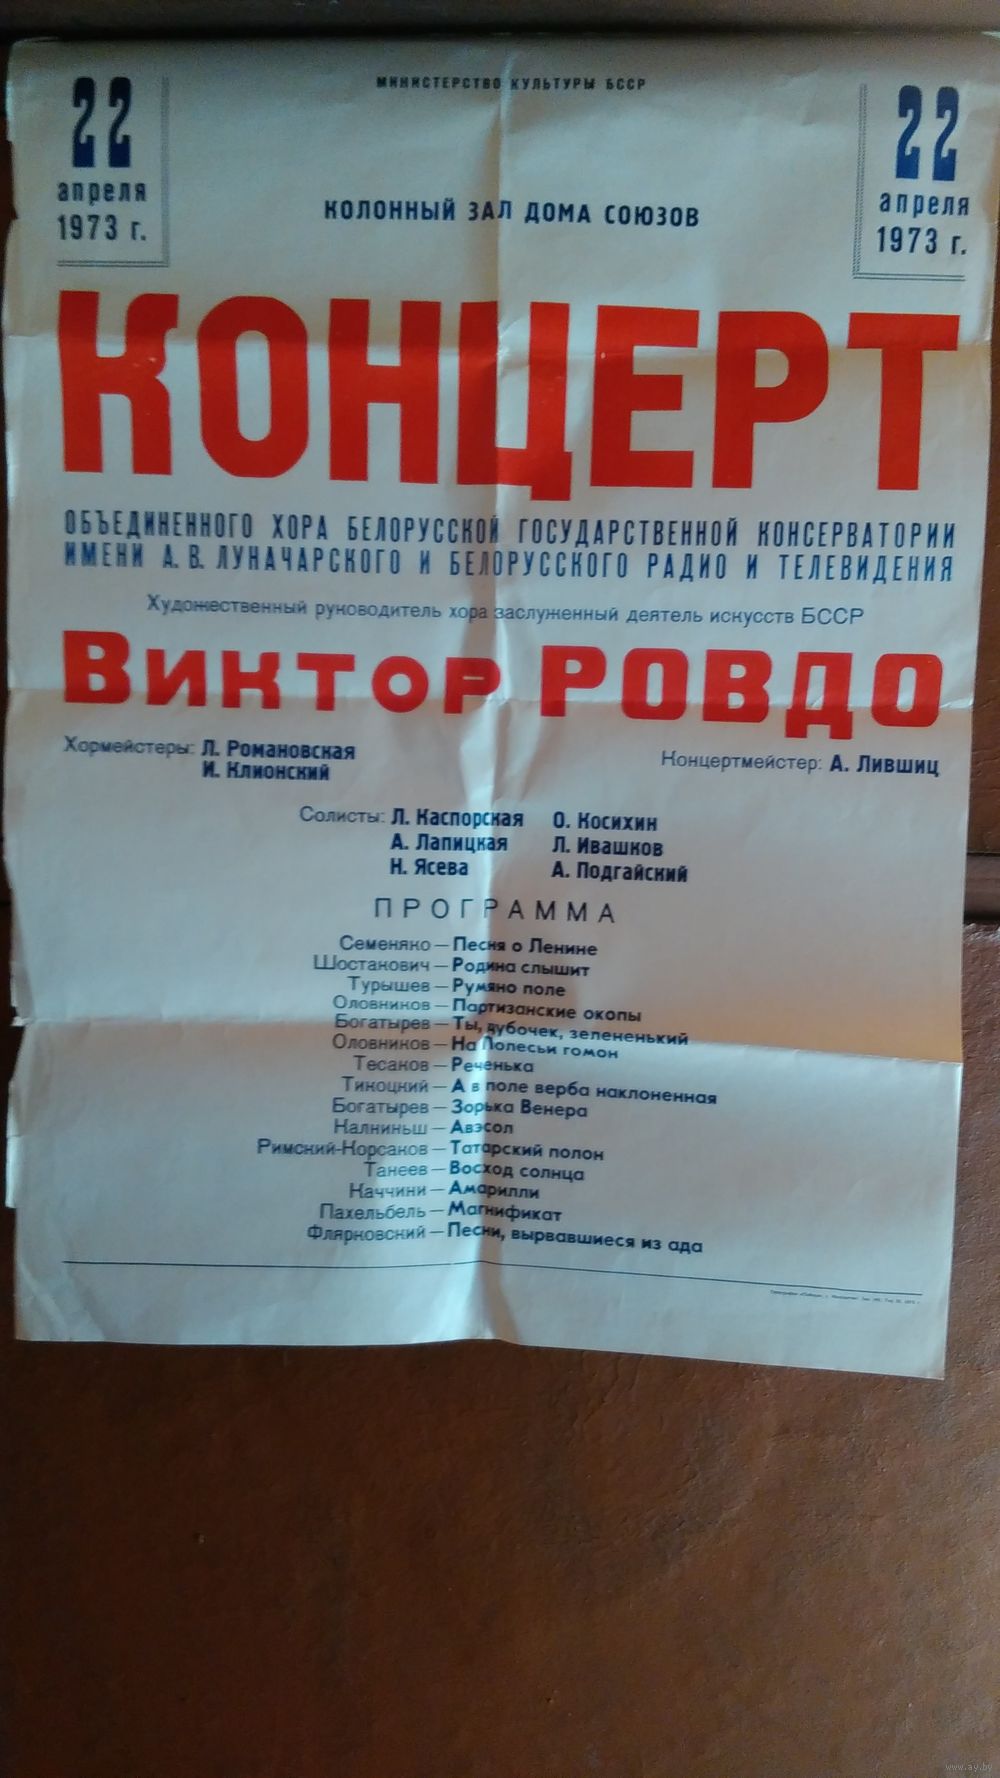 МИНИСТЕРСТВО КУЛЬТУРЫ БССР
22
апреля
1973 г.
22
апреля
1973 г.
КОЛОННЫЙ ЗАЛ ДОМА СОЮЗОВ
КОНЦЕРТ
ОБЪЕДИНЕННОГО ХОРА БЕЛОРУССКОЙ ГОСУДАРСТВЕННОЙ КОНСЕРВАТОРИИ
ИМЕНИ А. В. ЛУНАЧАРСКОГО И БЕЛОРУССКОГО РАДИО И ТЕЛЕВИДЕНИЯ
Художественный руководитель хора заслуженный деятель искусств БССР
ВИКТОР РОВДО
Хормейстеры: Л. Романовская
И. Клионский
Концертмейстер: А. Лившиц
Солисты: Л. Каспорская О. Косихин
А. Лапицкая Л. Ивашков
Н. Ясева А. Подгайский
ПРОГРАММА
Семеняко — Песня о Ленине
Шостакович — Родина слышит
Турышев — Румяно поле
Оловников — Партизанские окопы
Богатырев — Ты, дубочек, зелененький
Оловников — На Полесьи гомон
Тесаков — Реченька
Тикоцкий — А в поле верба наклоненная
Богатырев — Зорька Венера
Калниньш — Авэсол
Римский-Корсаков — Татарский полон
Танеев — Восход солнца
Каччини — Амарилли
Пахельбель — Магнификат
Флярковский — Песни, вырвавшиеся из ада
www.ay.by